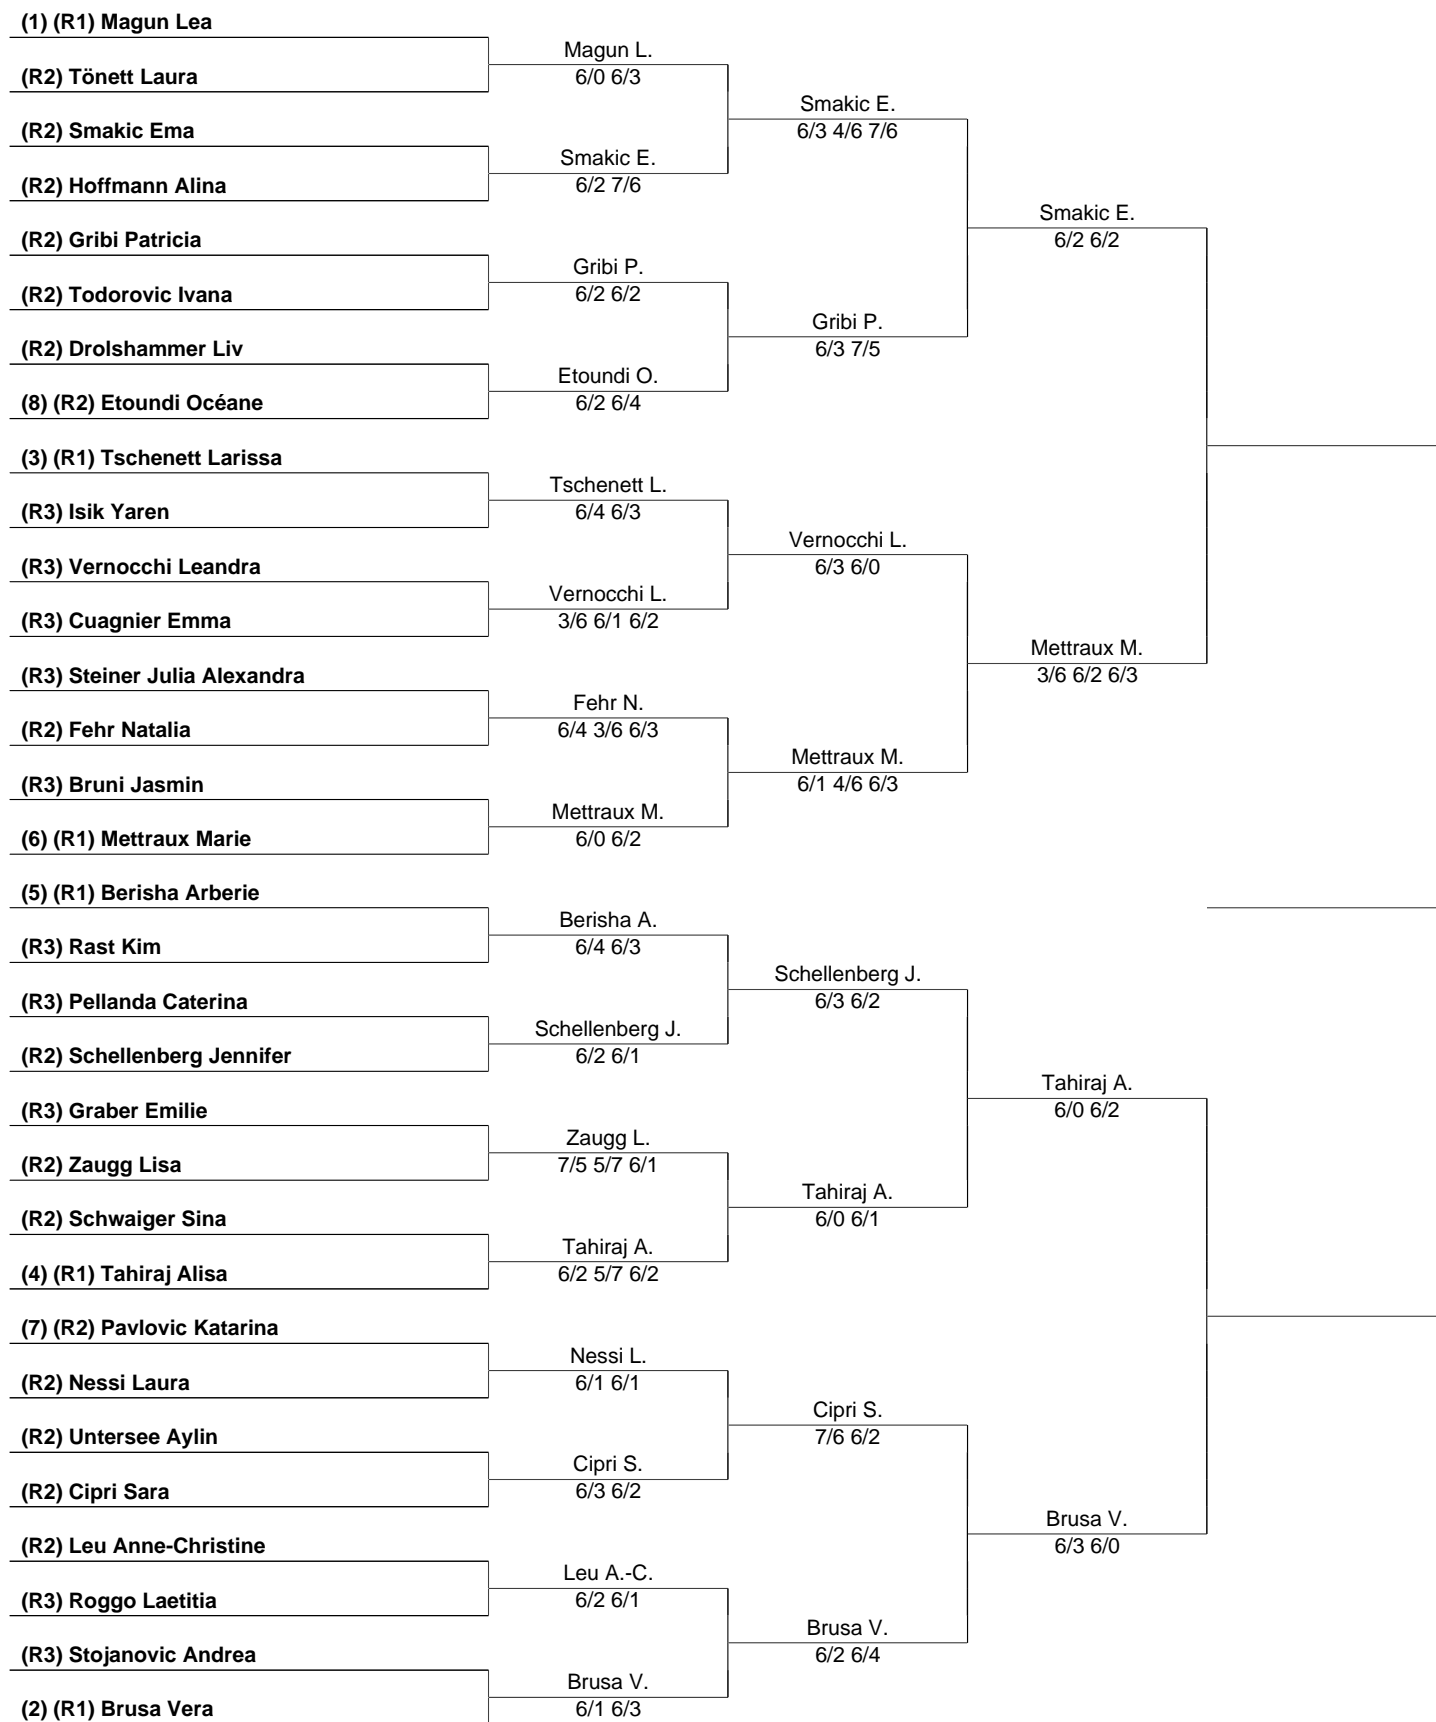 (1) (R1) Magun Lea
(R2) Tönett Laura
(R2) Smakic Ema
(R2) Hoffmann Alina
(R2) Gribi Patricia
(R2) Todorovic Ivana
(R2) Drolshammer Liv
(8) (R2) Etoundi Océane
(3) (R1) Tschenett Larissa
(R3) Isik Yaren
(R3) Vernocchi Leandra
(R3) Cuagnier Emma
(R3) Steiner Julia Alexandra
(R2) Fehr Natalia
(R3) Bruni Jasmin
(6) (R1) Mettraux Marie
(5) (R1) Berisha Arberie
(R3) Rast Kim
(R3) Pellanda Caterina
(R2) Schellenberg Jennifer
(R3) Graber Emilie
(R2) Zaugg Lisa
(R2) Schwaiger Sina
(4) (R1) Tahiraj Alisa
(7) (R2) Pavlovic Katarina
(R2) Nessi Laura
(R2) Untersee Aylin
(R2) Cipri Sara
(R2) Leu Anne-Christine
(R3) Roggo Laetitia
(R3) Stojanovic Andrea
(2) (R1) Brusa Vera
Magun L.
6/0 6/3
Smakic E.
6/2 7/6
Gribi P.
6/2 6/2
Etoundi O.
6/2 6/4
Tschenett L.
6/4 6/3
Vernocchi L.
3/6 6/1 6/2
Fehr N.
6/4 3/6 6/3
Mettraux M.
6/0 6/2
Berisha A.
6/4 6/3
Schellenberg J.
6/2 6/1
Zaugg L.
7/5 5/7 6/1
Tahiraj A.
6/2 5/7 6/2
Nessi L.
6/1 6/1
Cipri S.
6/3 6/2
Leu A.-C.
6/2 6/1
Brusa V.
6/1 6/3
Smakic E.
6/3 4/6 7/6
Gribi P.
6/3 7/5
Vernocchi L.
6/3 6/0
Mettraux M.
6/1 4/6 6/3
Schellenberg J.
6/3 6/2
Tahiraj A.
6/0 6/1
Cipri S.
7/6 6/2
Brusa V.
6/2 6/4
Smakic E.
6/2 6/2
Mettraux M.
3/6 6/2 6/3
Tahiraj A.
6/0 6/2
Brusa V.
6/3 6/0